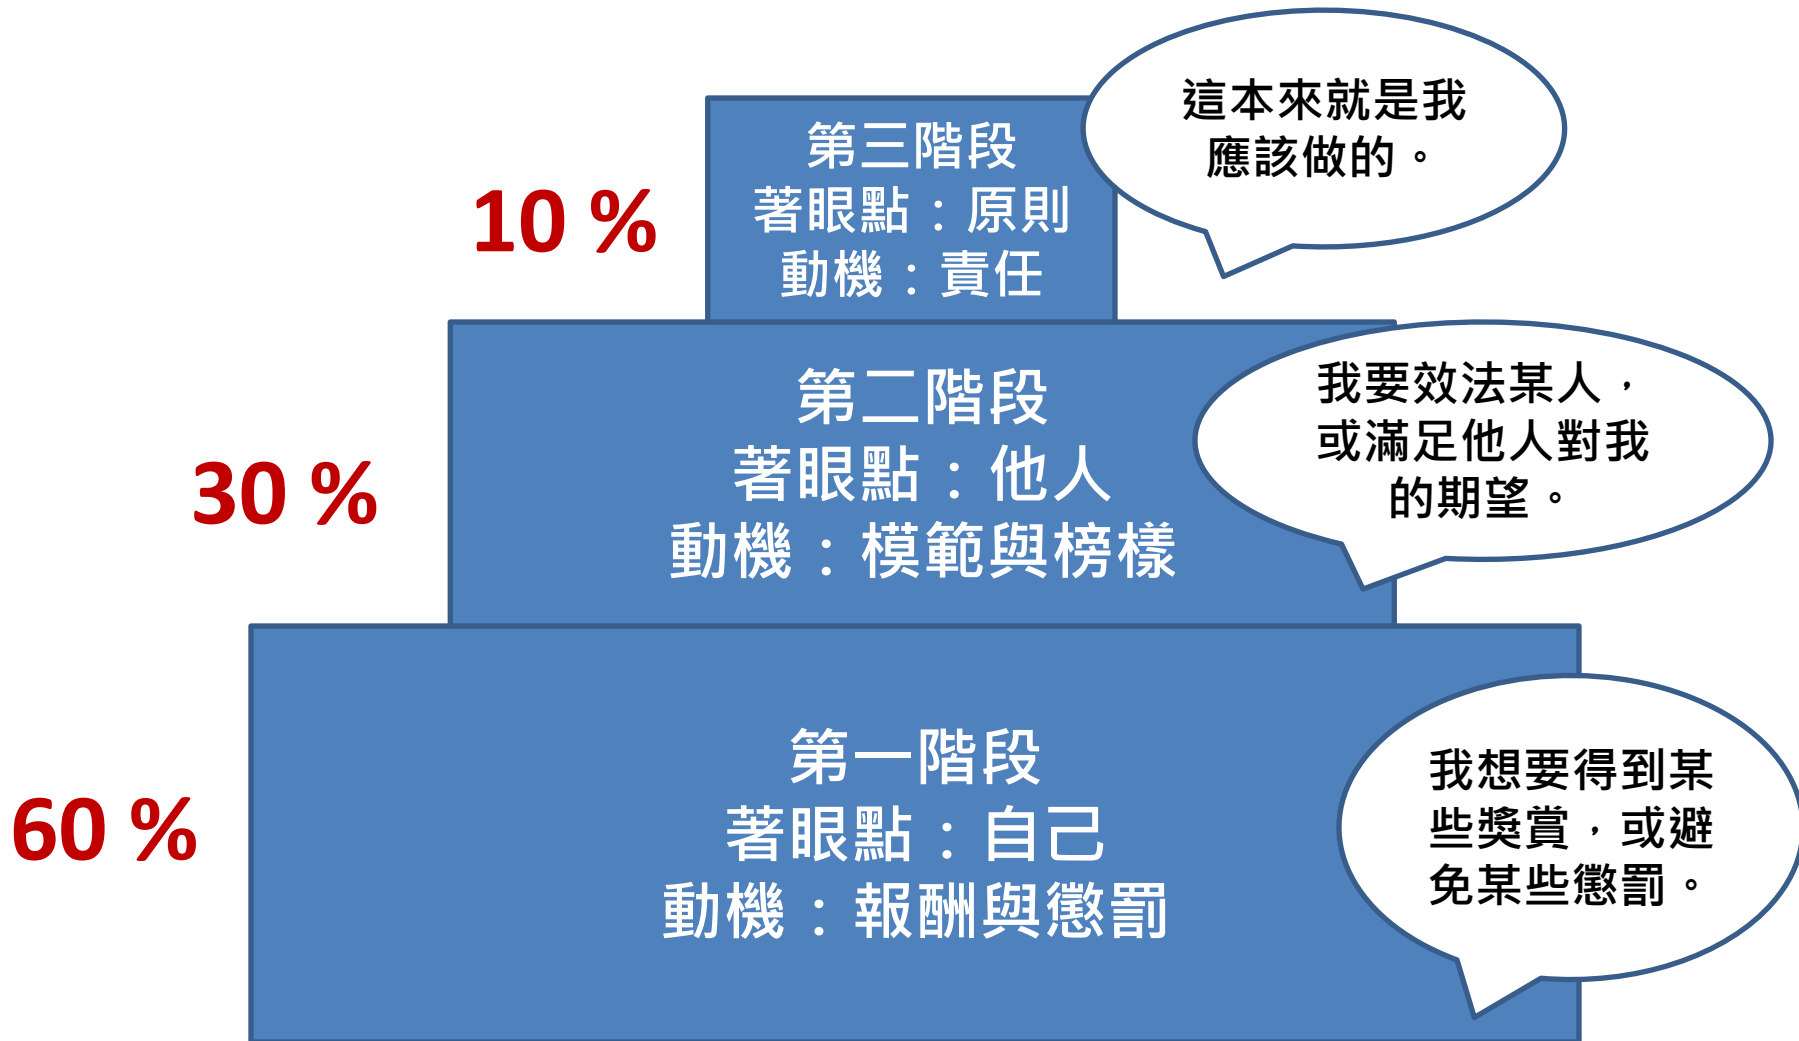 這本來就是我
應該做的。
第三階段
著眼點：原則
動機：責任
10 %
我要效法某人，
或滿足他人對我
的期望。
第二階段
著眼點：他人
動機：模範與榜樣
30 %
我想要得到某
些獎賞，或避
免某些懲罰。
第一階段
著眼點：自己
動機：報酬與懲罰
60 %